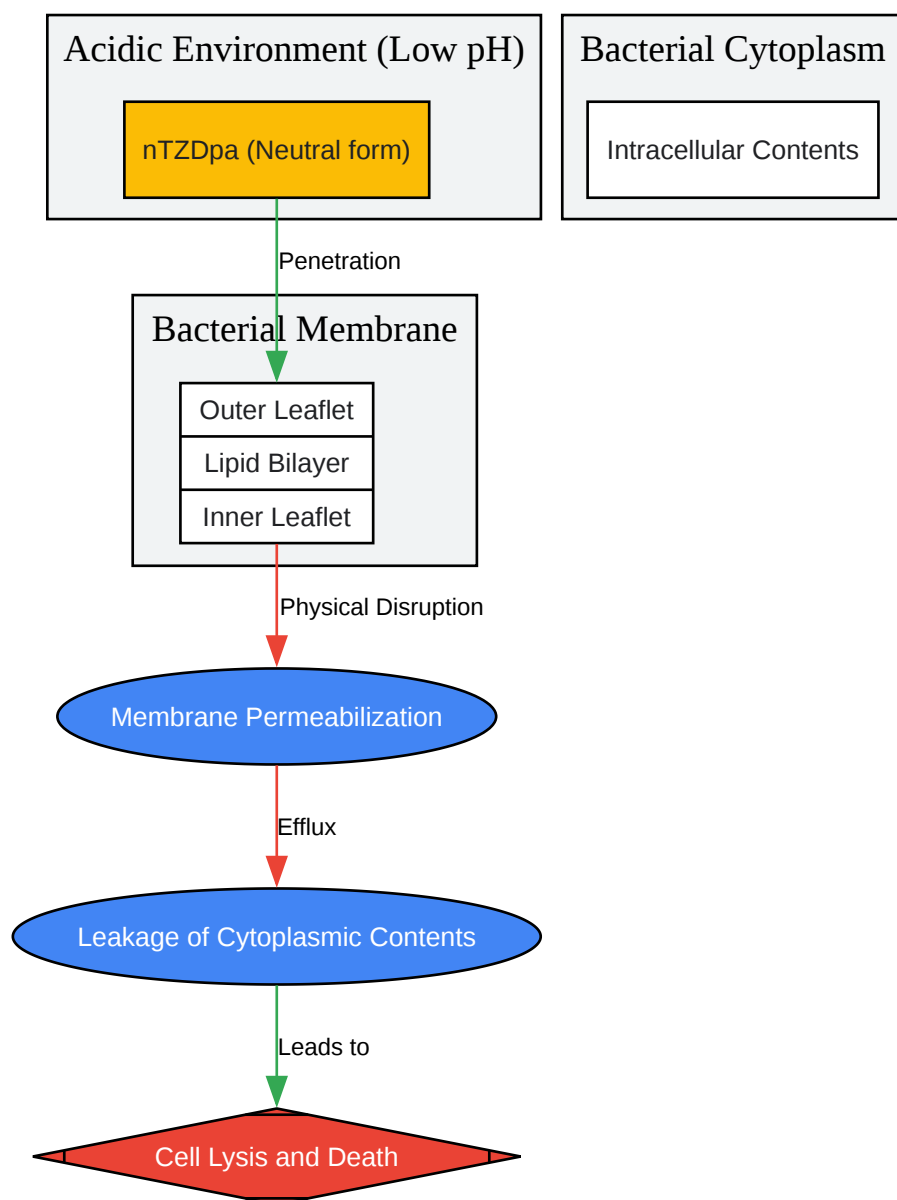 Acidic Environment (Low pH)
nTZDpa (Neutral form)
Bacterial Cytoplasm
Intracellular Contents
Penetration
Bacterial Membrane
Outer Leaflet
Lipid Bilayer
Inner Leaflet
Physical Disruption
Membrane Permeabilization
Efflux
Leakage of Cytoplasmic Contents
Leads to
Cell Lysis and Death